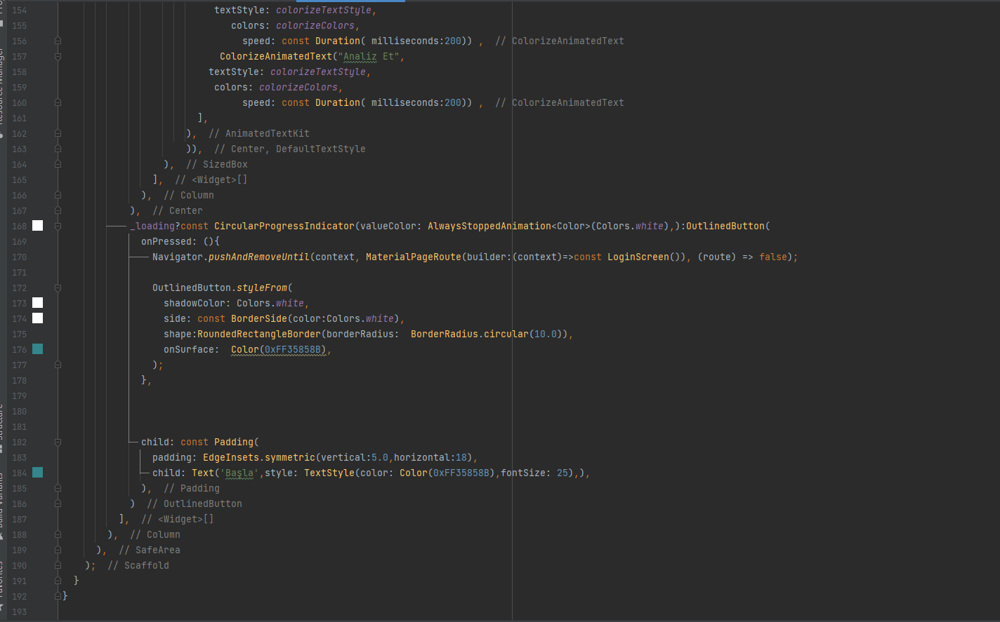 154 textStyle: colorizeTextStyle,
155 colors: colorizeColors,
156 speed: const Duration( milliseconds:200)) , // ColorizeAnimatedText
157 ColorizeAnimatedText("Analiz Et",
158 textStyle: colorizeTextStyle,
159 colors: colorizeColors,
160 speed: const Duration( milliseconds:200)) , // ColorizeAnimatedText
161 ],
162 ), // AnimatedTextKit
163 )), // Center, DefaultTextStyle
164 ), // SizedBox
165 ], // <Widget>[]
166 ), // Column
167 ), // Center
168 _loading?const CircularProgressIndicator(valueColor: AlwaysStoppedAnimation<Color>(Colors.white),):OutlinedButton(
169 onPressed: (){
170 Navigator.pushAndRemoveUntil(context, MaterialPageRoute(builder:(context)=>const LoginScreen()), (route) => false);
171
172 OutlinedButton.styleFrom(
173 shadowColor: Colors.white,
174 side: const BorderSide(color:Colors.white),
175 shape:RoundedRectangleBorder(borderRadius:  BorderRadius.circular(10.0)),
176 onSurface:  Color(0xFF35858B),
177 );
178 },
179
180
181
182 child: const Padding(
183 padding: EdgeInsets.symmetric(vertical:5.0,horizontal:18),
184 child: Text('Başla',style: TextStyle(color: Color(0xFF35858B),fontSize: 25),),
185 ), // Padding
186 ) // OutlinedButton
187 ], // <Widget>[]
188 ), // Column
189 ), // SafeArea
190 ); // Scaffold
191 }
192 }
193
Resource Manager
Structure
Build Variants
Favorites